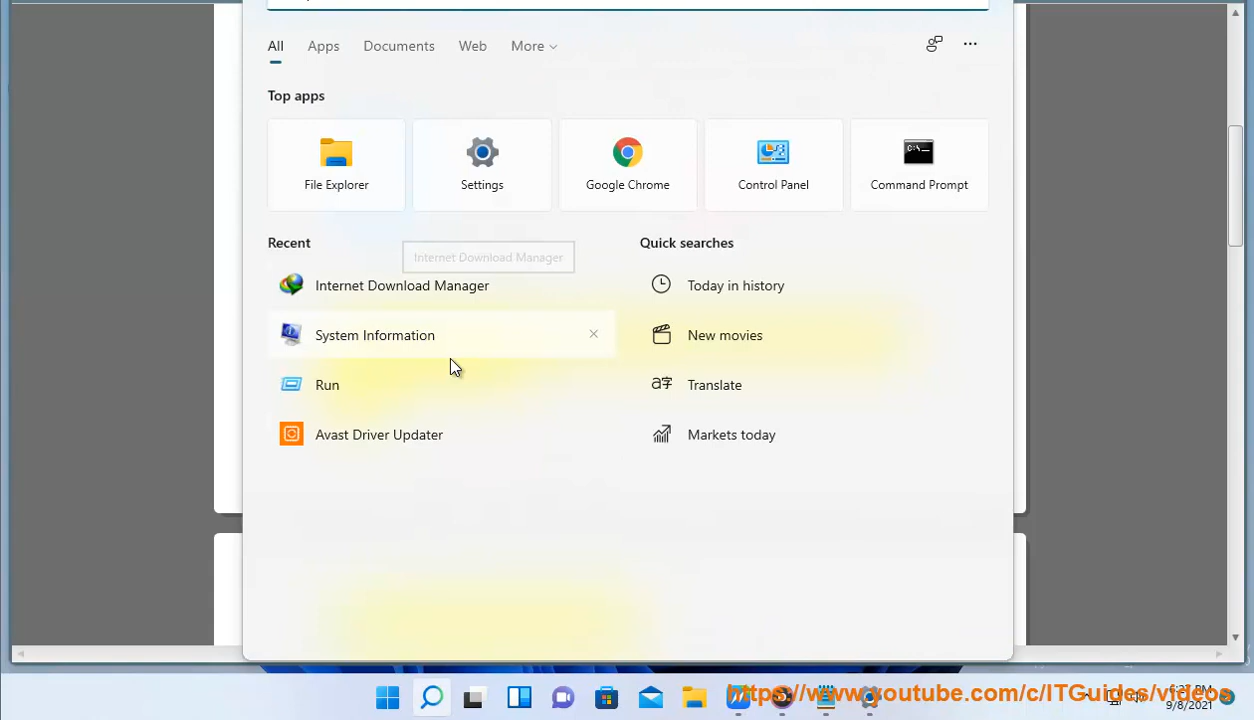 All Apps Documents Web More
Top apps
File Explorer Settings Google Chrome Control Panel Command Prompt
Recent
Quick searches
Internet Download Manager
Internet Download Manager
Today in history
System Information
New movies
Run
Translate
Avast Driver Updater
Markets today
https://www.youtube.com/c/ITGuides/videos
9/8/2021